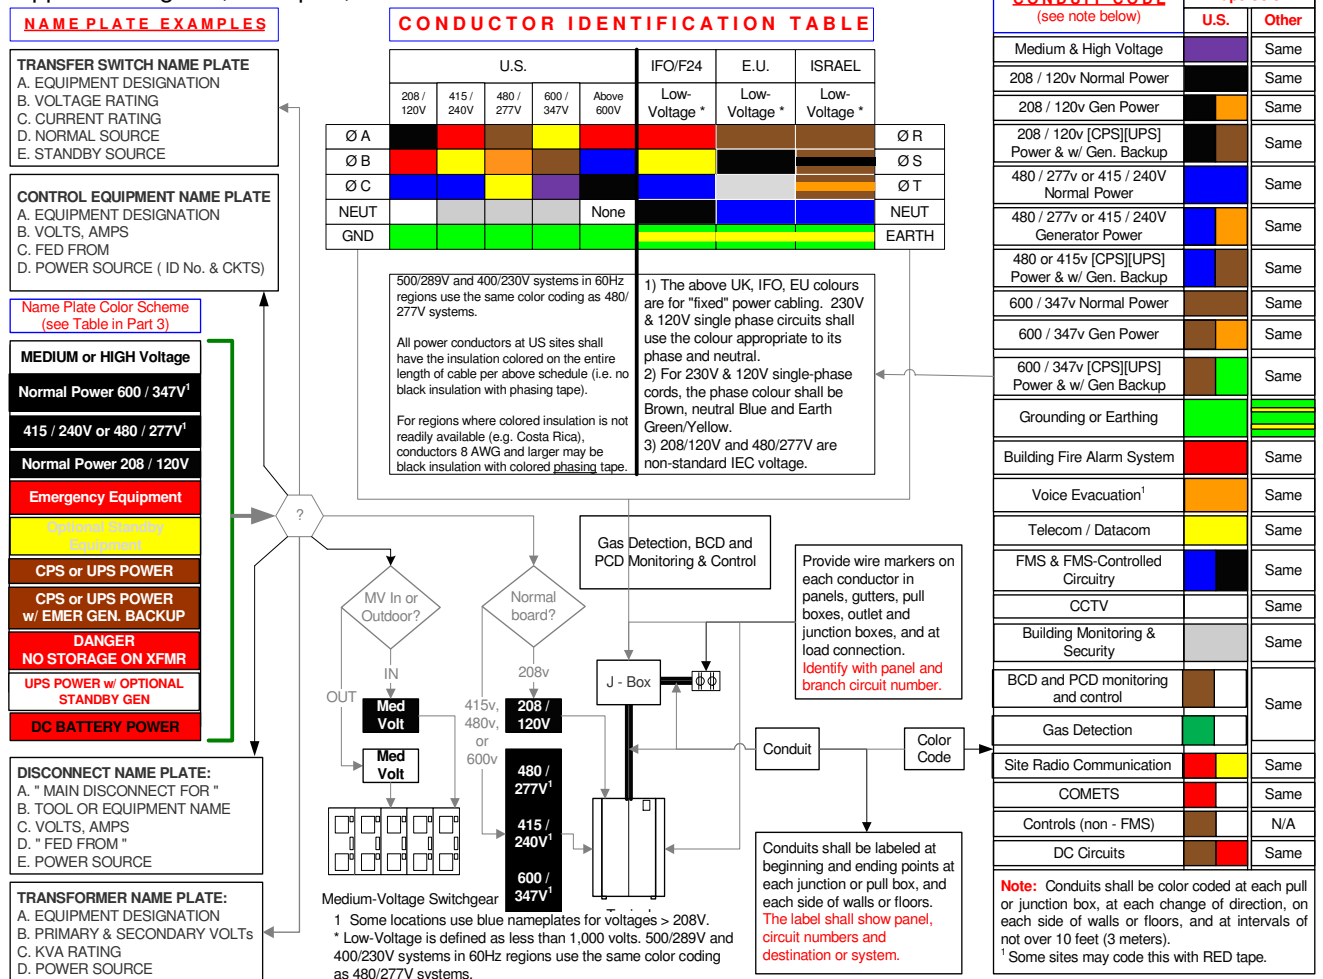 NAME PLATE EXAMPLES
TRANSFER SWITCH NAME PLATE
A. EQUIPMENT DESIGNATION
B. VOLTAGE RATING
C. CURRENT RATING
D. NORMAL SOURCE
E. STANDBY SOURCE
CONTROL EQUIPMENT NAME PLATE
A. EQUIPMENT DESIGNATION
B. VOLTS, AMPS
C. FED FROM
D. POWER SOURCE ( ID No. & CKTS)
Name Plate Color Scheme
(see Table in Part 3)
MEDIUM or HIGH Voltage
Normal Power 600 / 347V¹
415 / 240V or 480 / 277V¹
Normal Power 208 / 120V
Emergency Equipment
Optional Standby
Equipment
CPS or UPS POWER
CPS or UPS POWER
w/ EMER GEN. BACKUP
DANGER
NO STORAGE ON XFMR
UPS POWER w/ OPTIONAL
STANDBY GEN
DC BATTERY POWER
DISCONNECT NAME PLATE:
A. " MAIN DISCONNECT FOR "
B. TOOL OR EQUIPMENT NAME
C. VOLTS, AMPS
D. " FED FROM "
E. POWER SOURCE
TRANSFORMER NAME PLATE:
A. EQUIPMENT DESIGNATION
B. PRIMARY & SECONDARY VOLTs
C. KVA RATING
D. POWER SOURCE
CONDUCTOR IDENTIFICATION TABLE
U.S. IFO/F24 E.U. ISRAEL
208 / 120V 415 / 240V 480 / 277V 600 / 347V Above 600V Low-Voltage * Low-Voltage * Low-Voltage *
Ø A Ø R
Ø B Ø S
Ø C Ø T
NEUT None NEUT
GND EARTH
500/289V and 400/230V systems in 60Hz
regions use the same color coding as 480/
277V systems.
All power conductors at US sites shall
have the insulation colored on the entire
length of cable per above schedule (i.e. no
black insulation with phasing tape).
For regions where colored insulation is not
readily available (e.g. Costa Rica),
conductors 8 AWG and larger may be
black insulation with colored phasing tape.
1) The above UK, IFO, EU colours
are for "fixed" power cabling. 230V
& 120V single phase circuits shall
use the colour appropriate to its
phase and neutral.
2) For 230V & 120V single-phase
cords, the phase colour shall be
Brown, neutral Blue and Earth
Green/Yellow.
3) 208/120V and 480/277V are
non-standard IEC voltage.
?
MV In or
Outdoor?
Normal
board?
Gas Detection, BCD and
PCD Monitoring & Control
Provide wire markers on
each conductor in
panels, gutters, pull
boxes, outlet and
junction boxes, and at
load connection.
Identify with panel and
branch circuit number.
IN
OUT
208v
415v,
480v,
or
600v
Med
Volt
Med
Volt
208 /
120V
480 /
277V¹
415 /
240V¹
600 /
347V¹
J - Box
Conduit
Color
Code
Conduits shall be labeled at
beginning and ending points at
each junction or pull box, and
each side of walls or floors.
The label shall show panel,
circuit numbers and
destination or system.
Medium-Voltage Switchgear
1 Some locations use blue nameplates for voltages > 208V.
* Low-Voltage is defined as less than 1,000 volts. 500/289V and
400/230V systems in 60Hz regions use the same color coding
as 480/277V systems.
CONDUIT CODE
(see note below)
U.S. Other
Medium & High Voltage Same
208 / 120v Normal Power Same
208 / 120v Gen Power Same
208 / 120v [CPS][UPS]
Power & w/ Gen. Backup Same
480 / 277v or 415 / 240V
Normal Power Same
480 / 277v or 415 / 240V
Generator Power Same
480 or 415v [CPS][UPS]
Power & w/ Gen. Backup Same
600 / 347v Normal Power Same
600 / 347v Gen Power Same
600 / 347v [CPS][UPS]
Power & w/ Gen Backup Same
Grounding or Earthing
Building Fire Alarm System Same
Voice Evacuation¹ Same
Telecom / Datacom Same
FMS & FMS-Controlled
Circuitry Same
CCTV Same
Building Monitoring &
Security Same
BCD and PCD monitoring
and control
Same
Gas Detection
Site Radio Communication Same
COMETS Same
Controls (non - FMS) N/A
DC Circuits Same
Note: Conduits shall be color coded at each pull
or junction box, at each change of direction, on
each side of walls or floors, and at intervals of
not over 10 feet (3 meters).
¹ Some sites may code this with RED tape.